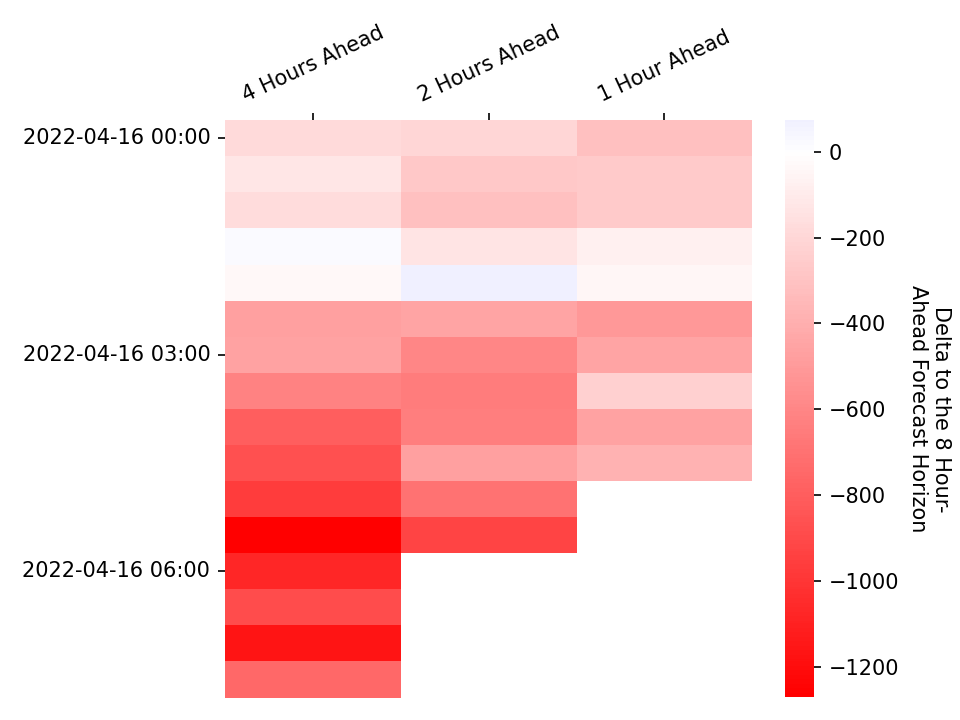 4 Hours Ahead
2 Hours Ahead
1 Hour Ahead
2022-04-16 00:00
2022-04-16 03:00
2022-04-16 06:00
0
−200
−400
−600
−800
−1000
−1200
Delta to the 8 Hour-
Ahead Forecast Horizon